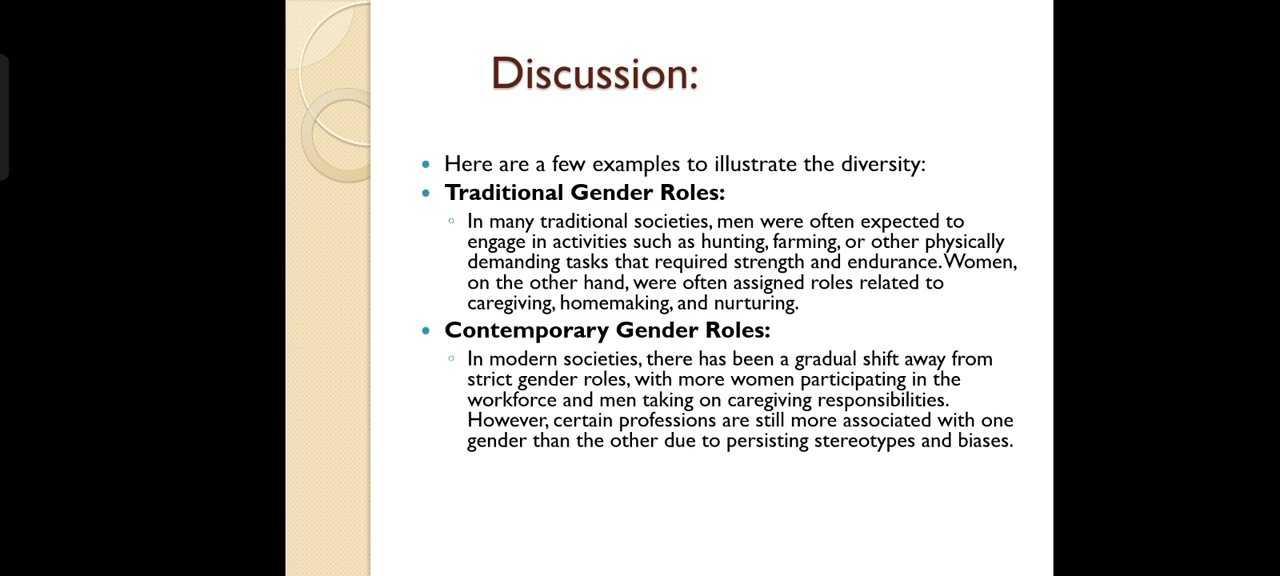 Discussion:
Here are a few examples to illustrate the diversity:
Traditional Gender Roles:
In many traditional societies, men were often expected to
engage in activities such as hunting, farming, or other physically
demanding tasks that required strength and endurance. Women,
on the other hand, were often assigned roles related to
caregiving, homemaking, and nurturing.
Contemporary Gender Roles:
In modern societies, there has been a gradual shift away from
strict gender roles, with more women participating in the
workforce and men taking on caregiving responsibilities.
However, certain professions are still more associated with one
gender than the other due to persisting stereotypes and biases.